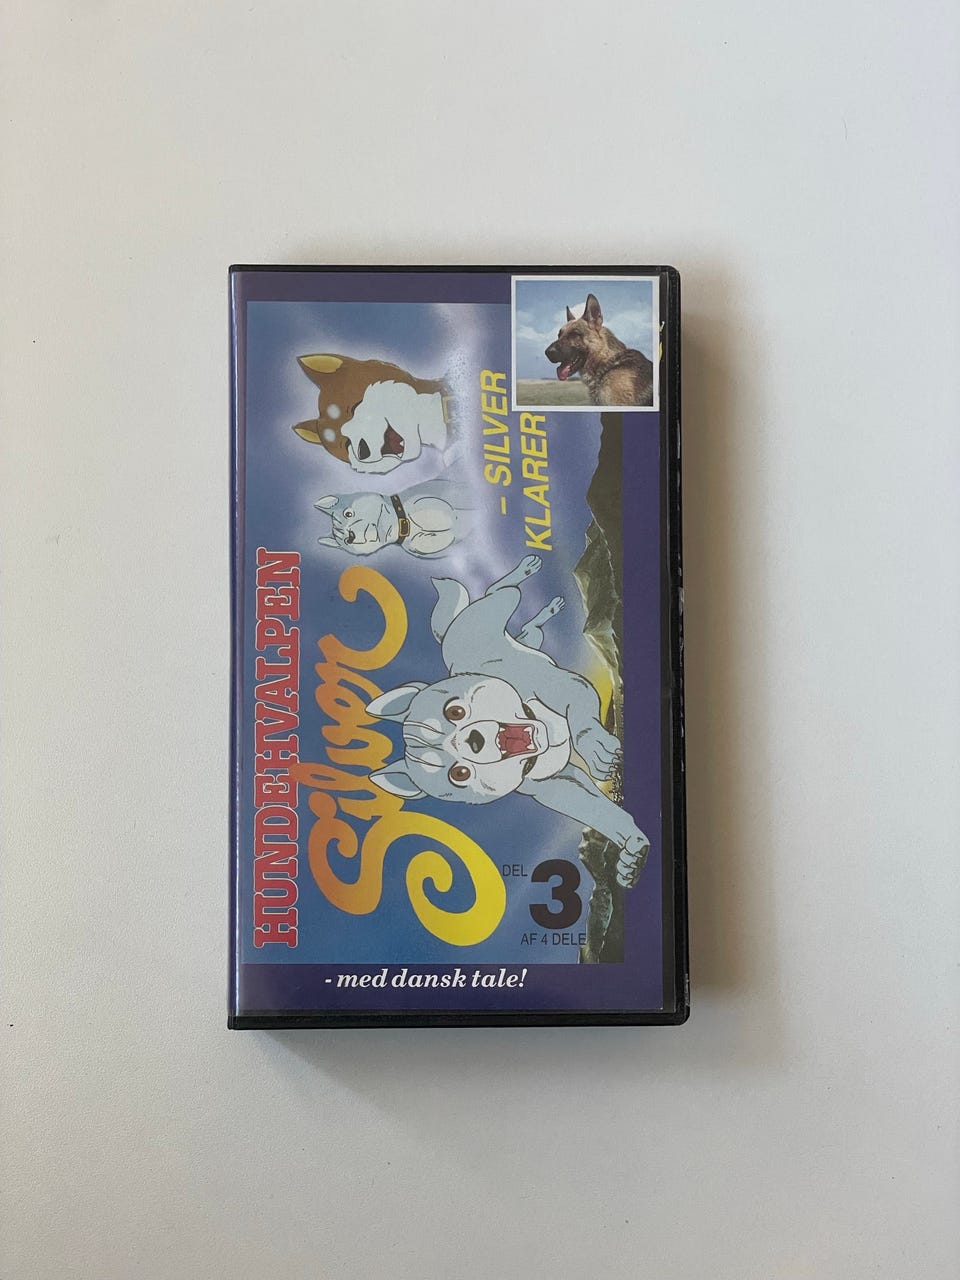 HUNDEHVALPEN
Silver
– SILVER
KLARER
DEL
3
AF 4 DELE
- med dansk tale!